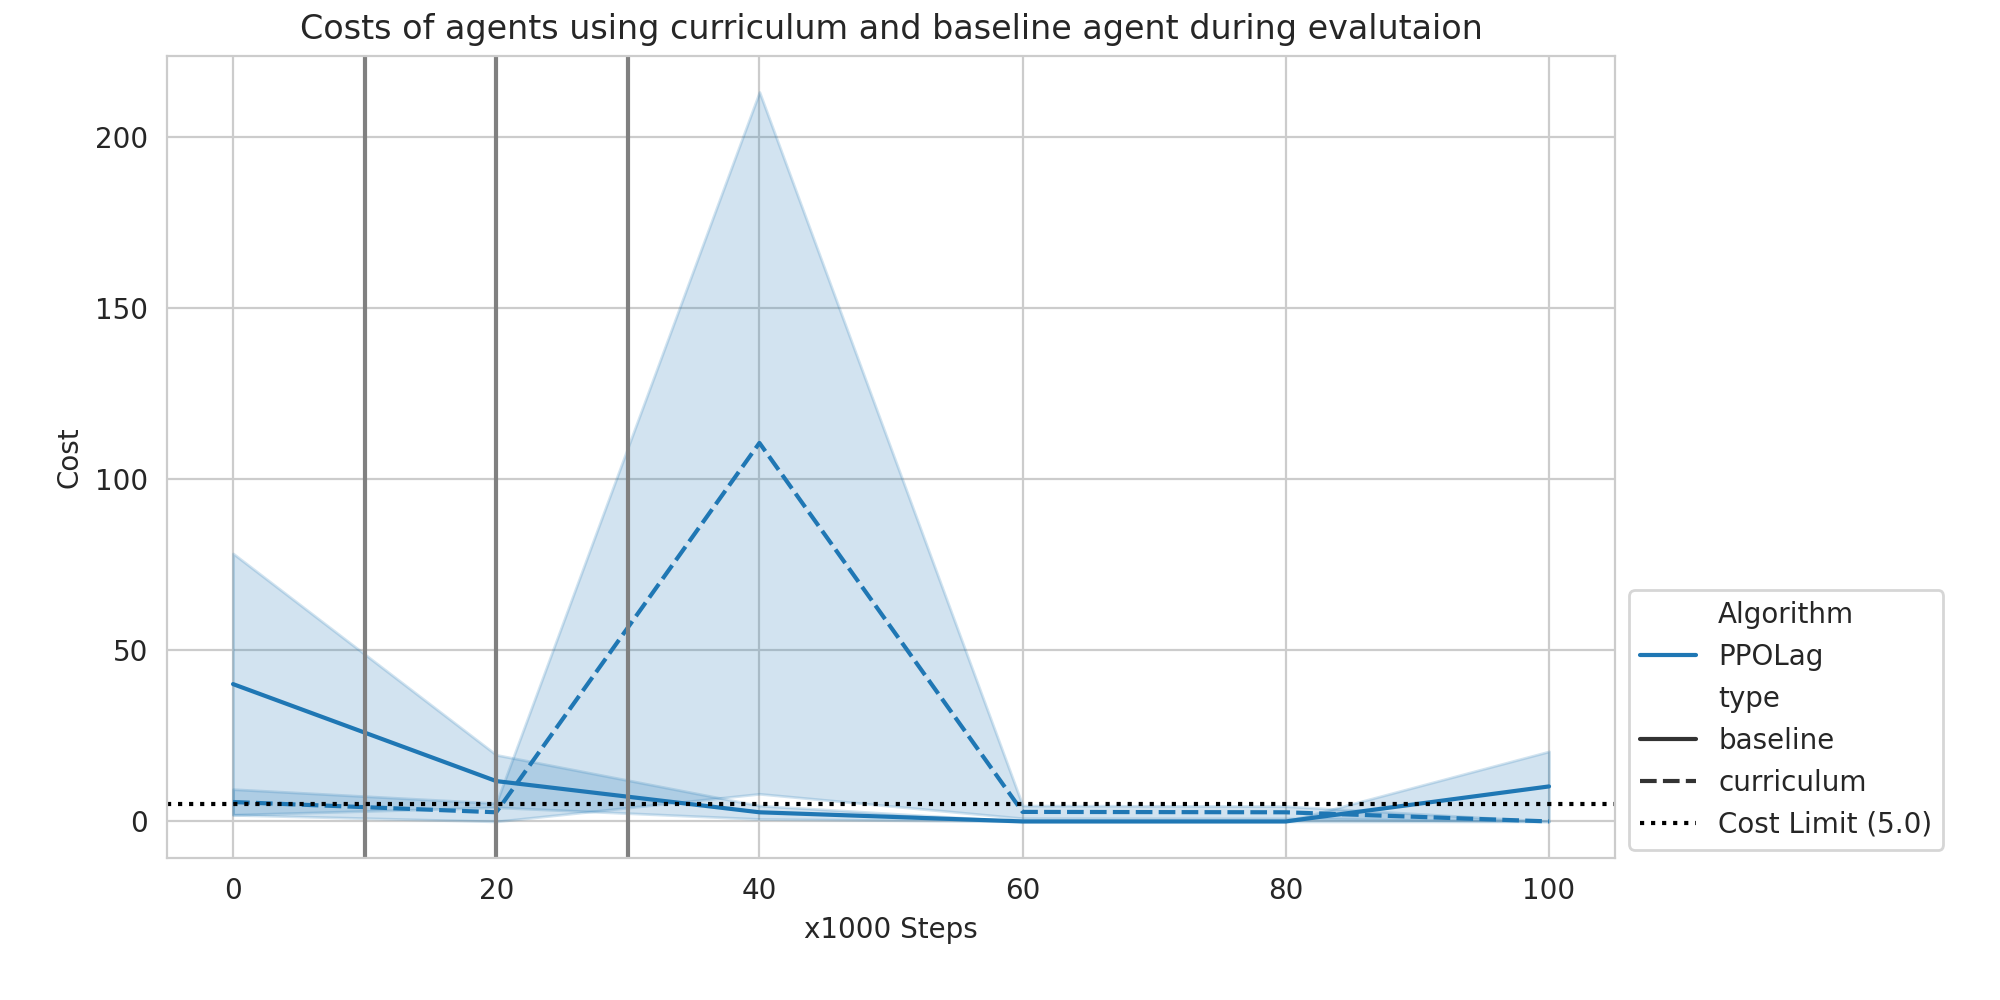 Costs of agents using curriculum and baseline agent during evalutaion
200
150
100
50
0
Cost
0 20 40 60 80 100
x1000 Steps
Algorithm
PPOLag
type
baseline
curriculum
Cost Limit (5.0)